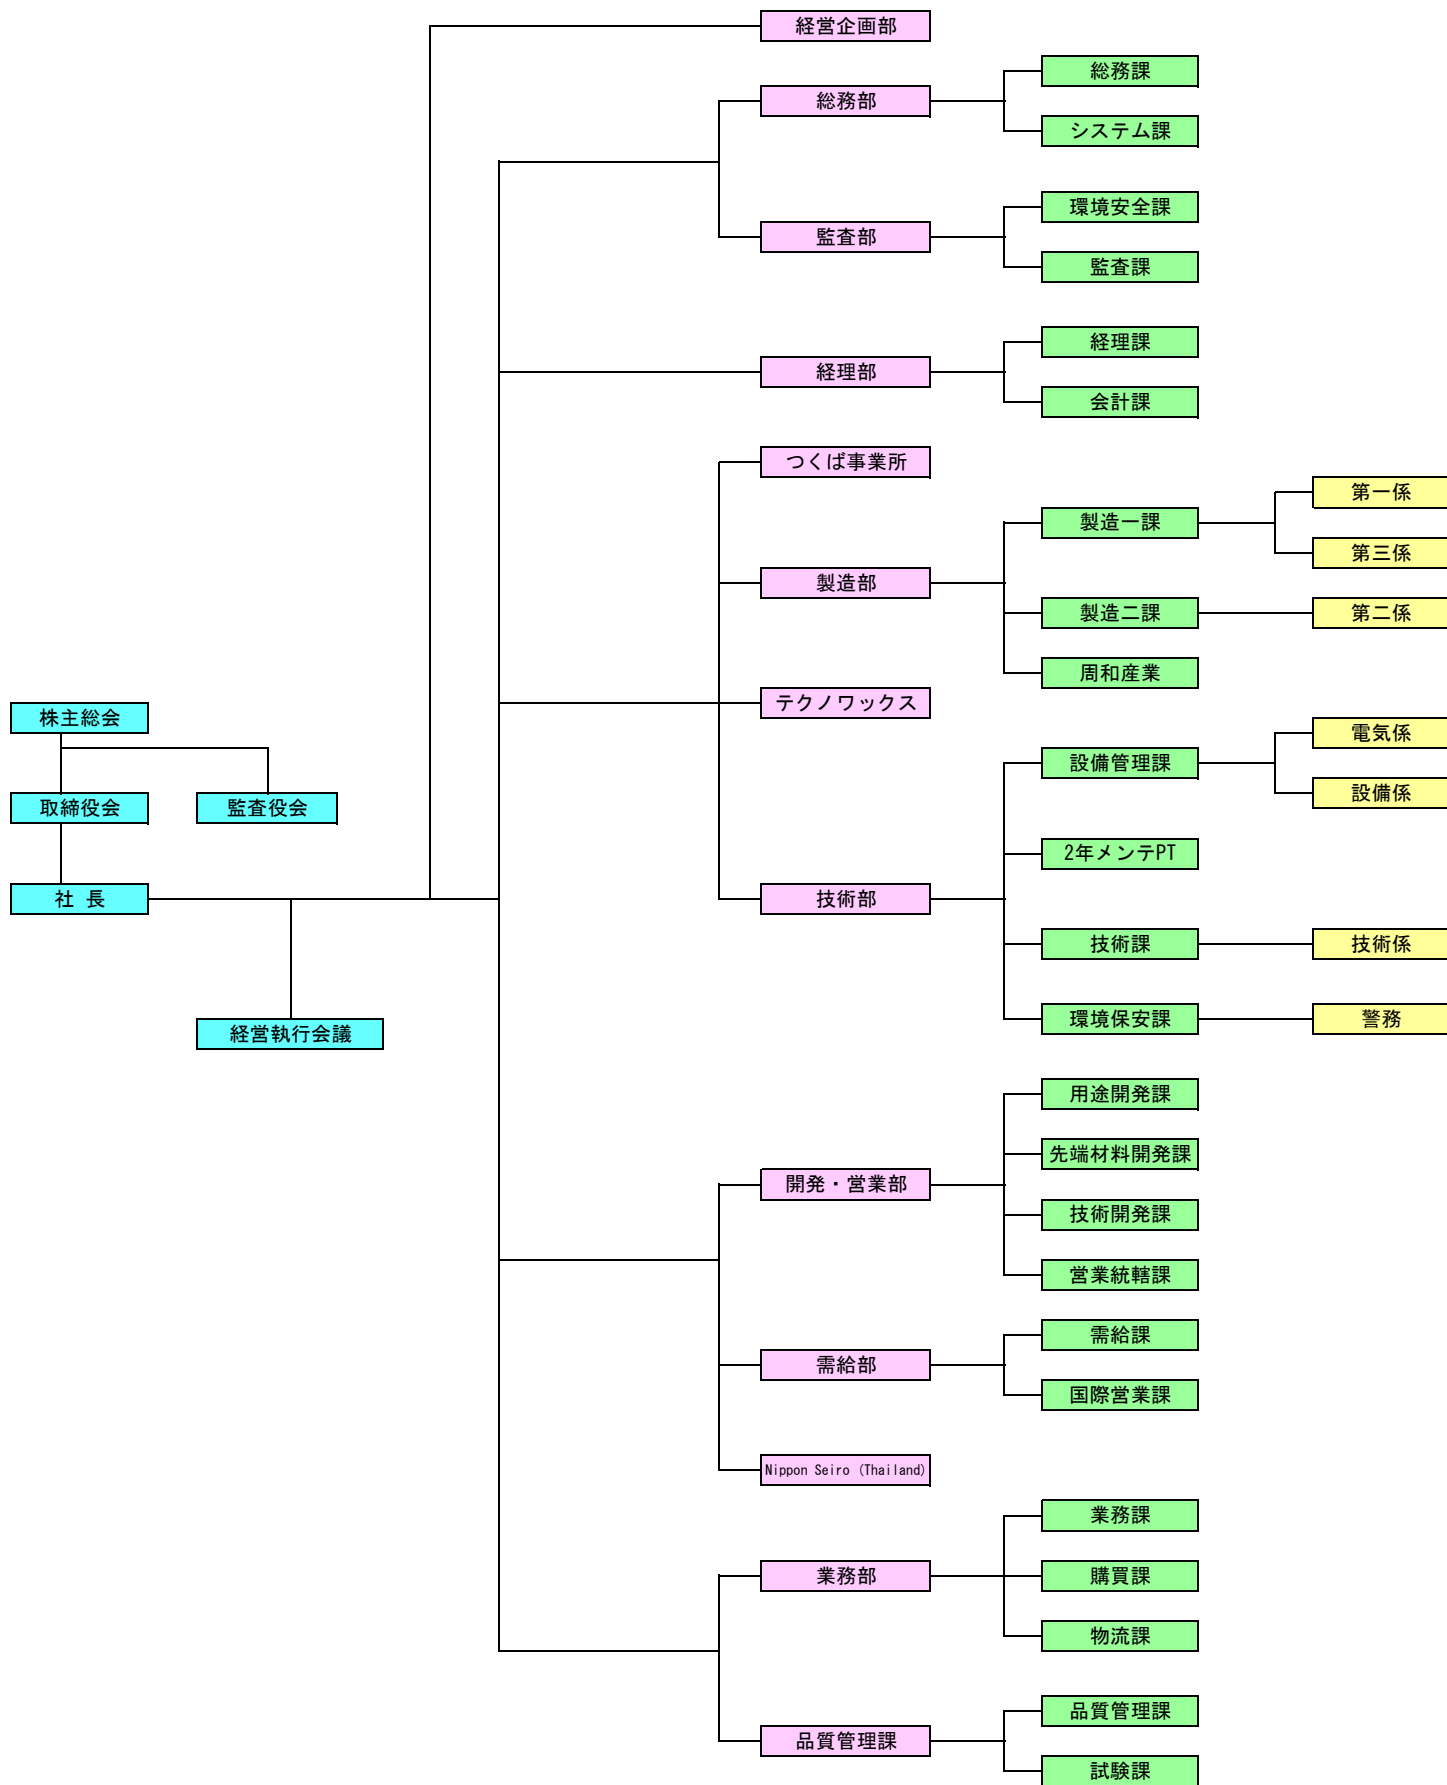 経営企画部
総務課
総務部
システム課
環境安全課
監査部
監査課
経理課
経理部
会計課
つくば事業所
第一係
製造一課
第三係
製造部
製造二課
第二係
周和産業
テクノワックス
株主総会
電気係
設備管理課
設備係
取締役会
監査役会
2年メンテPT
社 長
技術部
技術課
技術係
経営執行会議
環境保安課
警務
用途開発課
先端材料開発課
開発・営業部
技術開発課
営業統轄課
需給課
需給部
国際営業課
Nippon Seiro (Thailand)
業務課
業務部
購買課
物流課
品質管理課
品質管理課
試験課